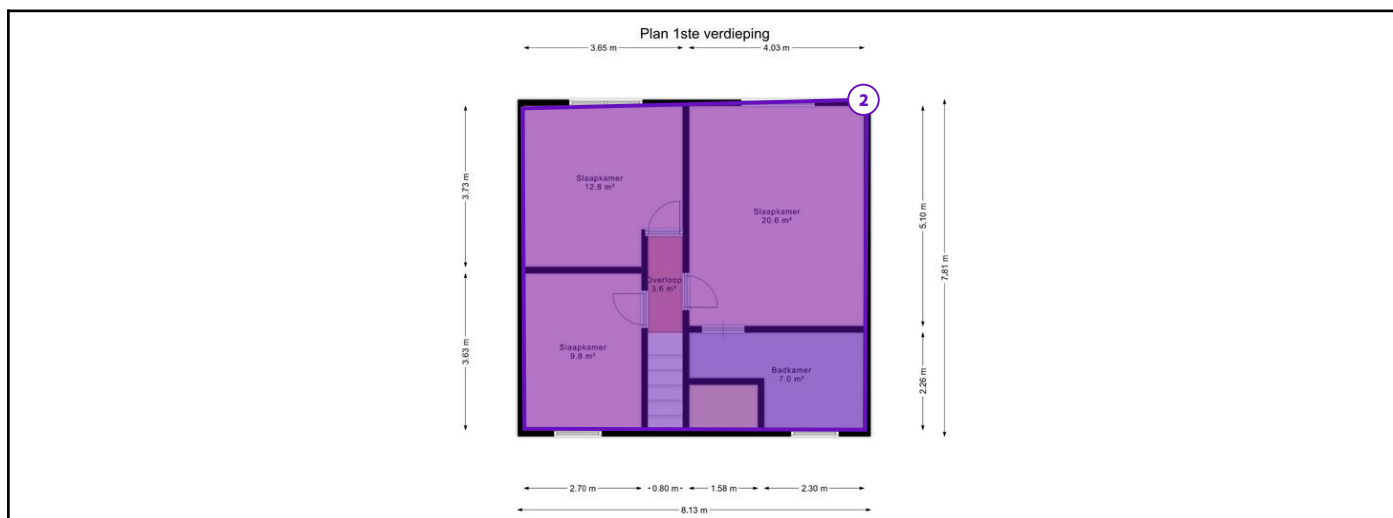 Plan 1ste verdieping
3.65 m
4.03 m
2
3.73 m
3.63 m
5.10 m
7.81 m
2.26 m
Slaapkamer
12.8 m²
Slaapkamer
20.6 m²
Overloop
3.6 m²
Slaapkamer
9.8 m²
Badkamer
7.0 m²
2.70 m
0.80 m
1.58 m
2.30 m
8.13 m